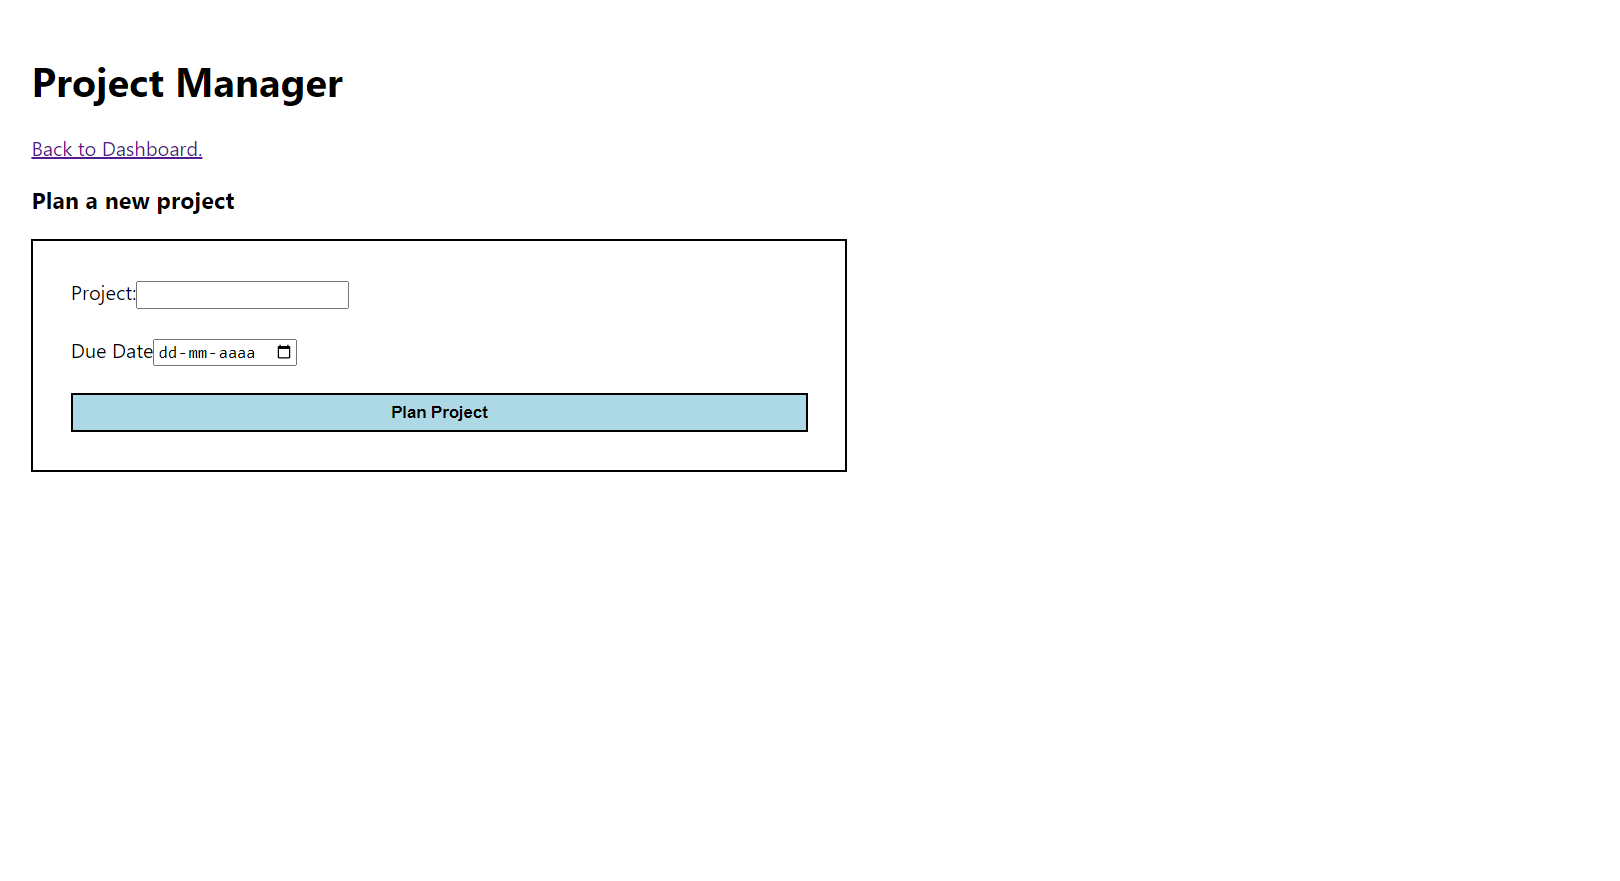 Project Manager
Back to Dashboard.
Plan a new project
Project:
Due Date dd-mm-aaaa
Plan Project